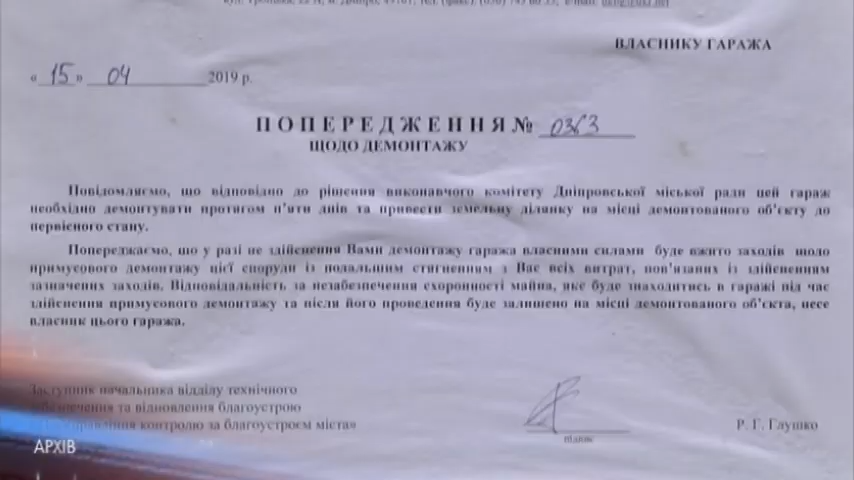 ВЛАСНИКУ ГАРАЖА
«15» 04 2019 р.
ПОПЕРЕДЖЕННЯ № 0363
ЩОДО ДЕМОНТАЖУ
Повідомляємо, що відповідно до рішення виконавчого комітету Дніпровської міської ради цей гараж
необхідно демонтувати протягом п'яти днів та привести земельну ділянку на місці демонтованого об'єкту до
первісного стану.
Попереджаємо, що у разі не здійснення Вами демонтажу гаража власними силами буде вжито заходів щодо
примусового демонтажу цієї споруди із подальшим стягненням з Вас всіх витрат, пов'язаних із здійсненням
зазначених заходів. Відповідальність за незабезпечення схоронності майна, яке буде знаходитись в гаражі від час
здійснення примусового демонтажу та після його проведення буде залишено на місці демонтованого об'єкта, несе
власник цього гаража.
Заступник начальника відділу технічного
та відновлення благоустрою
контролю за благоустроєм міста»
підпис
Р. Г. Глушко
АРХІВ